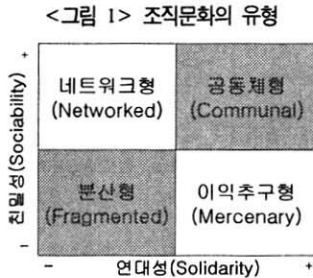 <그림 1> 조직문화의 유형
+
네트워크형
(Networked)
공동체형
(Communal)
친밀성(Sociability)
분산형
(Fragmented)
이익추구형
(Mercenary)
-
- 연대성(Solidarity) +